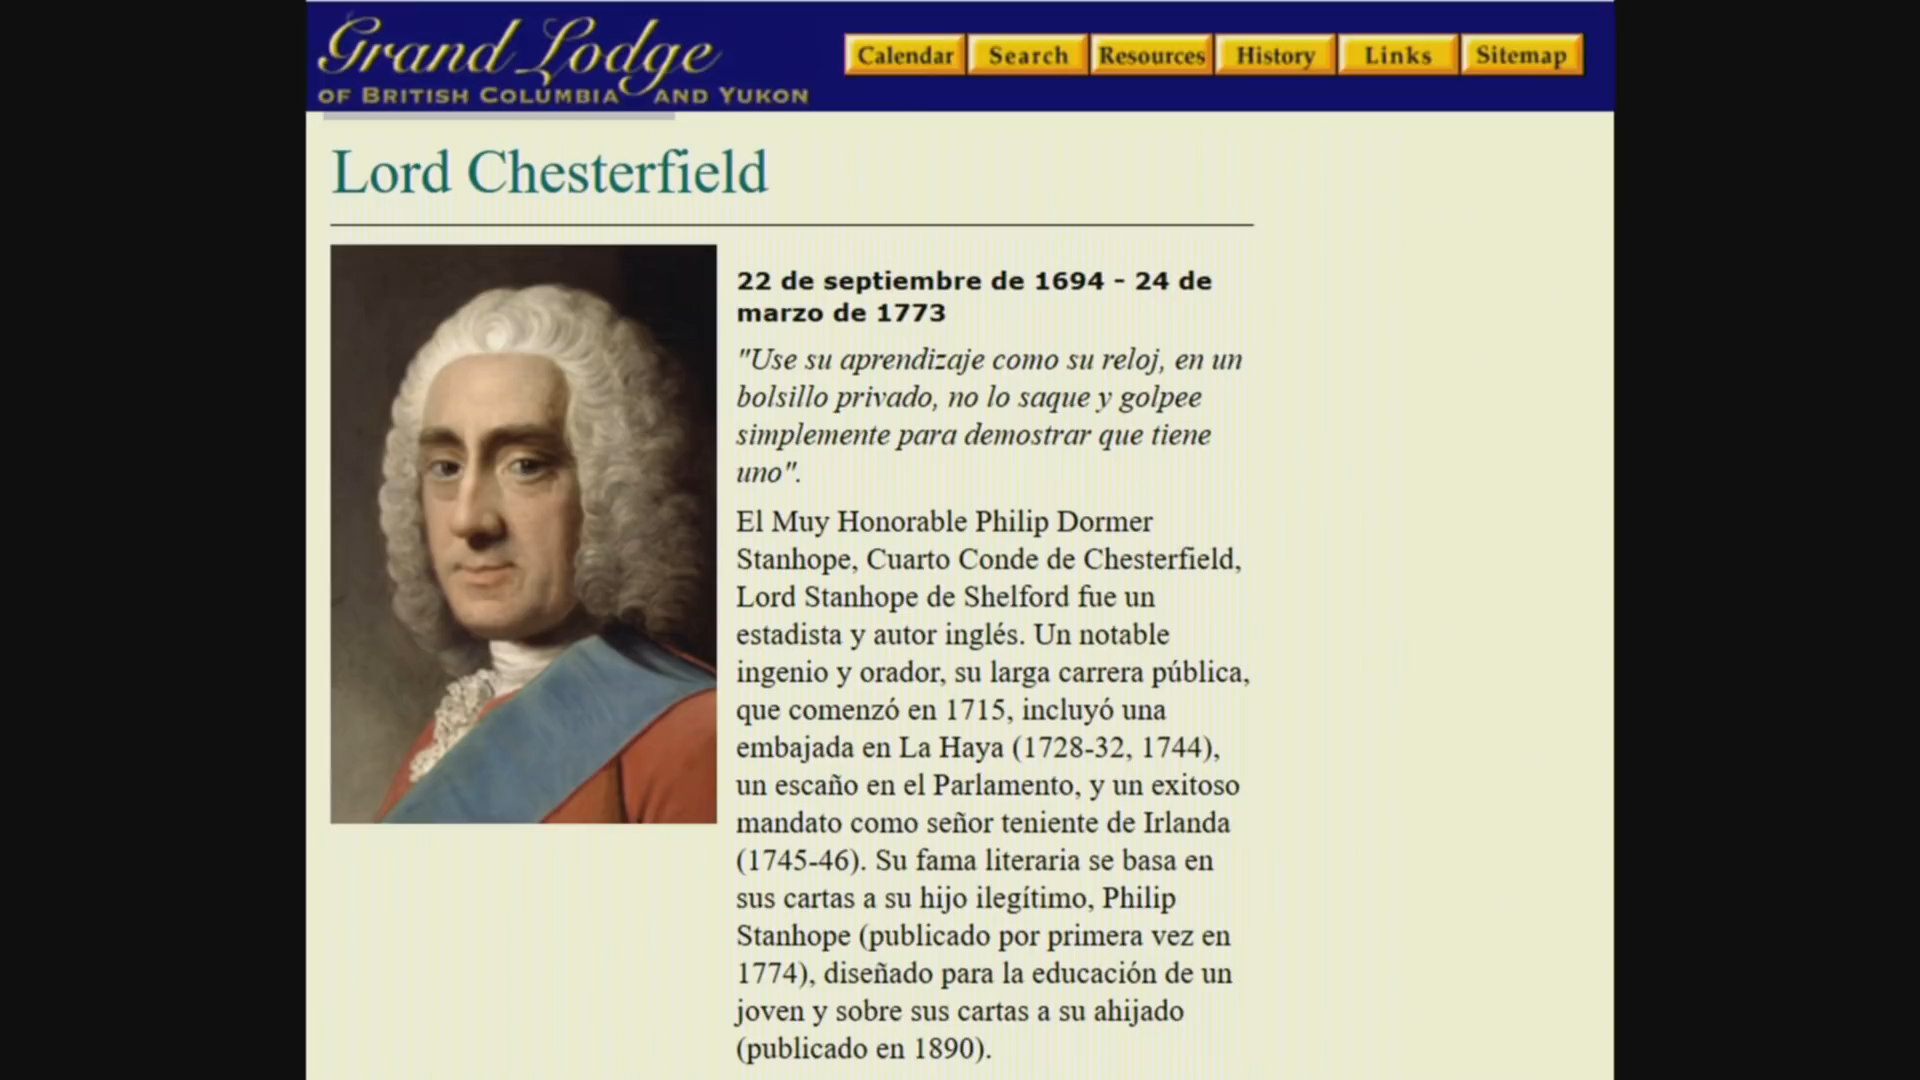 Grand Lodge
OF BRITISH COLUMBIA AND YUKON
Calendar Search Resources History Links Sitemap
Lord Chesterfield
22 de septiembre de 1694 - 24 de
marzo de 1773
"Use su aprendizaje como su reloj, en un
bolsillo privado, no lo saque y golpee
simplemente para demostrar que tiene
uno".
El Muy Honorable Philip Dormer
Stanhope, Cuarto Conde de Chesterfield,
Lord Stanhope de Shelford fue un
estadista y autor inglés. Un notable
ingenio y orador, su larga carrera pública,
que comenzó en 1715, incluyó una
embajada en La Haya (1728-32, 1744),
un escaño en el Parlamento, y un exitoso
mandato como señor teniente de Irlanda
(1745-46). Su fama literaria se basa en
sus cartas a su hijo ilegítimo, Philip
Stanhope (publicado por primera vez en
1774), diseñado para la educación de un
joven y sobre sus cartas a su ahijado
(publicado en 1890).